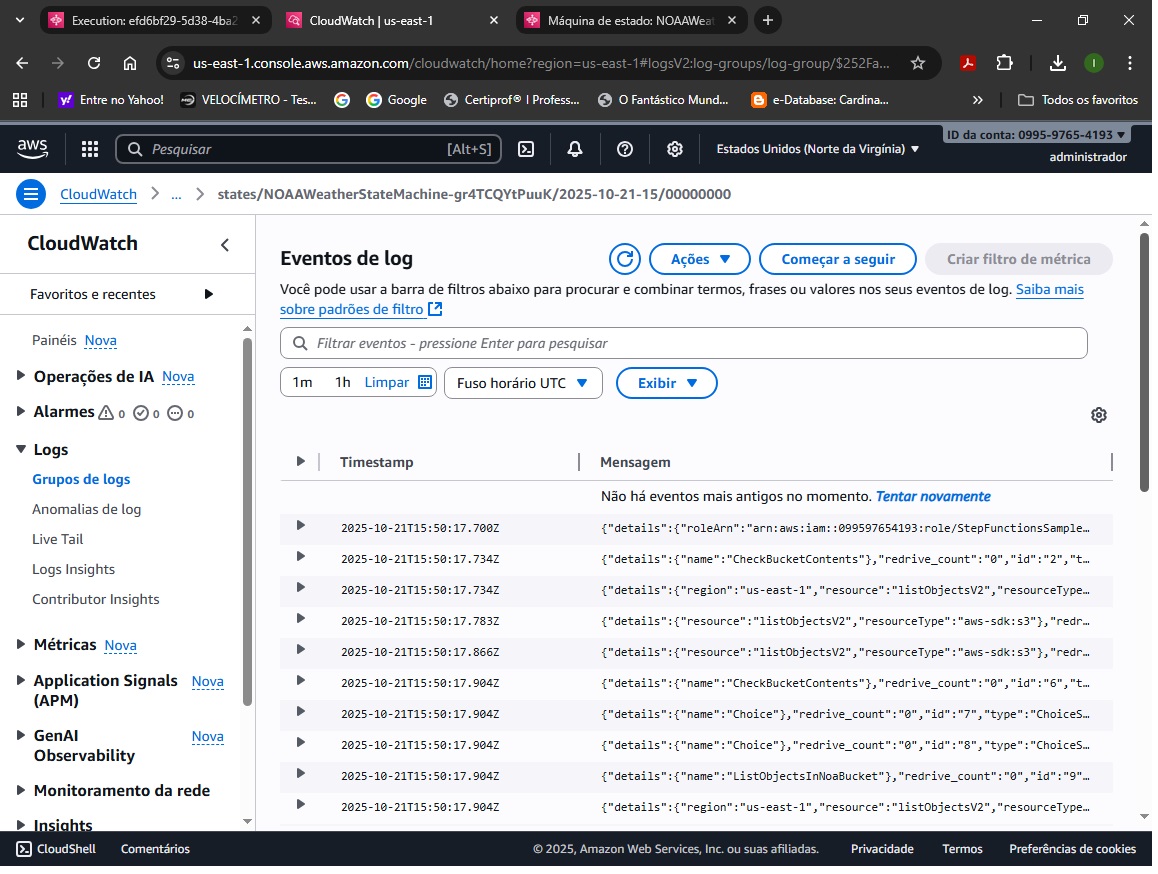 Execution: efd6bf29-5d38-4ba2
CloudWatch | us-east-1
Máquina de estado: NOAAWeat
us-east-1.console.aws.amazon.com/cloudwatch/home?region=us-east-1#logsV2:log-groups/log-group/$252Fa...
I
Entre no Yahoo!
VELOCÍMETRO - Tes...
Google
Certiprof® I Profess...
O Fantástico Mund...
e-Database: Cardina...
Todos os favoritos
aws
Pesquisar
[Alt+S]
Estados Unidos (Norte da Virgínia)
ID da conta: 0995-9765-4193
administrador
CloudWatch
...
states/NOAAWeatherStateMachine-gr4TCQYtPuuK/2025-10-21-15/00000000
CloudWatch
Favoritos e recentes
Painéis Nova
Operações de IA Nova
Alarmes 0 0 0
Logs
Grupos de logs
Anomalias de log
Live Tail
Logs Insights
Contributor Insights
Métricas Nova
Application Signals Nova
(APM)
GenAI Nova
Observability
Monitoramento da rede
Insights
Eventos de log
Ações
Começar a seguir
Criar filtro de métrica
Você pode usar a barra de filtros abaixo para procurar e combinar termos, frases ou valores nos seus eventos de log. Saiba mais
sobre padrões de filtro
Filtrar eventos - pressione Enter para pesquisar
1m 1h Limpar
Fuso horário UTC
Exibir
Timestamp Mensagem
Não há eventos mais antigos no momento. Tentar novamente
2025-10-21T15:50:17.700Z {"details":{"roleArn":"arn:aws:iam::099597654193:role/StepFunctionsSample…
2025-10-21T15:50:17.734Z {"details":{"name":"CheckBucketContents"},"redrive_count":"0","id":"2","t…
2025-10-21T15:50:17.734Z {"details":{"region":"us-east-1","resource":"listObjectsV2","resourceType…
2025-10-21T15:50:17.783Z {"details":{"resource":"listObjectsV2","resourceType":"aws-sdk:s3"},"redr…
2025-10-21T15:50:17.866Z {"details":{"resource":"listObjectsV2","resourceType":"aws-sdk:s3"},"redr…
2025-10-21T15:50:17.904Z {"details":{"name":"CheckBucketContents"},"redrive_count":"0","id":"6","t…
2025-10-21T15:50:17.904Z {"details":{"name":"Choice"},"redrive_count":"0","id":"7","type":"ChoiceS…
2025-10-21T15:50:17.904Z {"details":{"name":"Choice"},"redrive_count":"0","id":"8","type":"ChoiceS…
2025-10-21T15:50:17.904Z {"details":{"name":"ListObjectsInNoaBucket"},"redrive_count":"0","id":"9"…
2025-10-21T15:50:17.904Z {"details":{"region":"us-east-1","resource":"listObjectsV2","resourceType…
CloudShell
Comentários
© 2025, Amazon Web Services, Inc. ou suas afiliadas.
Privacidade
Termos
Preferências de cookies